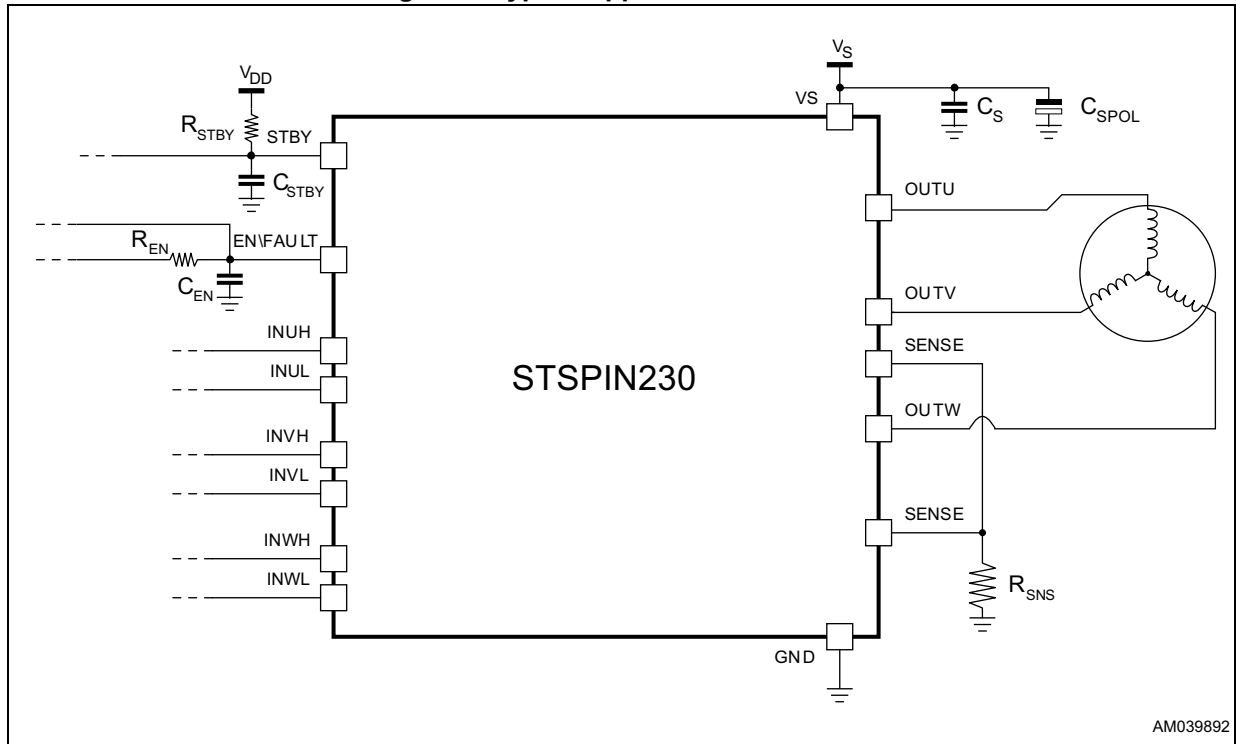 VS
VDD
VS
RSTBY
STBY
CS
CSPOL
CSTBY
OUTU
REN
EN\FAULT
CEN
OUTV
INUH
SENSE
INUL
STSPIN230
OUTW
INVH
INVL
SENSE
INWH
INWL
RSNS
GND
AM039892